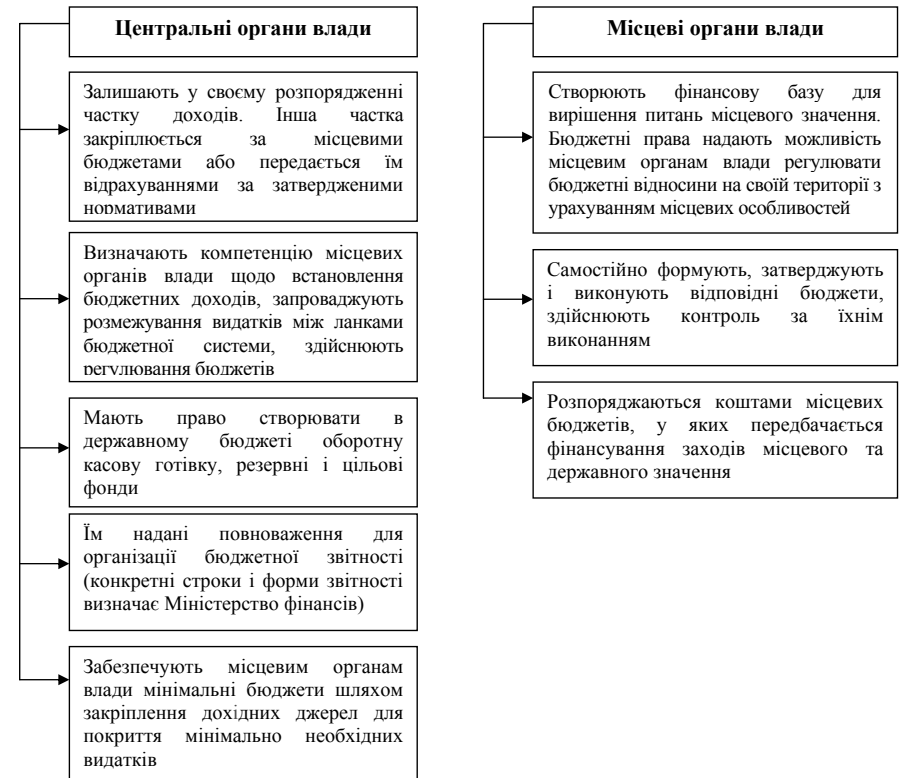 Центральні органи влади
Залишають у своєму розпорядженні
частку доходів. Інша частка
закріплюється за місцевими
бюджетами або передається їм
відрахуваннями за затвердженими
нормативами
Визначають компетенцію місцевих
органів влади щодо встановлення
бюджетних доходів, запроваджують
розмежування видатків між ланками
бюджетної системи, здійснюють
регулювання бюджетів
Мають право створювати в
державному бюджеті оборотну
касову готівку, резервні і цільові
фонди
Їм надані повноваження для
організації бюджетної звітності
(конкретні строки і форми звітності
визначає Міністерство фінансів)
Забезпечують місцевим органам
влади мінімальні бюджети шляхом
закріплення дохідних джерел для
покриття мінімально необхідних
видатків
Місцеві органи влади
Створюють фінансову базу для
вирішення питань місцевого значення.
Бюджетні права надають можливість
місцевим органам влади регулювати
бюджетні відносини на своїй території з
урахуванням місцевих особливостей
Самостійно формують, затверджують
і виконують відповідні бюджети,
здійснюють контроль за їхнім
виконанням
Розпоряджаються коштами місцевих
бюджетів, у яких передбачається
фінансування заходів місцевого та
державного значення